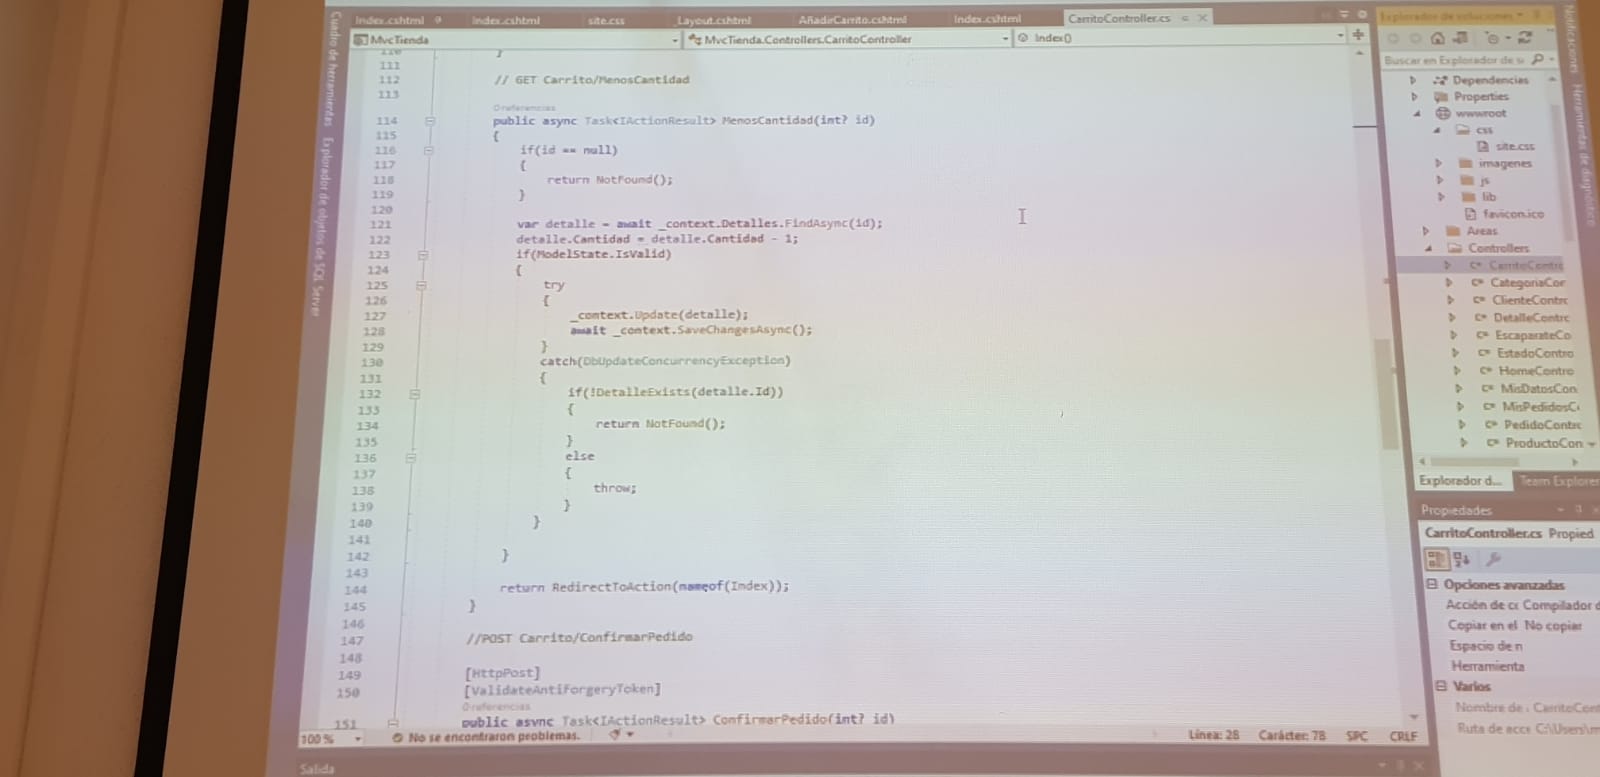 Index.cshtml
Index.cshtml
site.css
_Layout.cshtml
AñadirCarrito.cshtml
Index.cshtml
CarritoController.cs
MvcTienda
MvcTienda.Controllers.CarritoController
Index()
111
112 // GET Carrito/MenosCantidad
113
0 referencias
114 public async Task<IActionResult> MenosCantidad(int? id)
115 {
116 if(id == null)
117 {
118 return NotFound();
119 }
120
121 var detalle = await _context.Detalles.FindAsync(id);
122 detalle.Cantidad = detalle.Cantidad - 1;
123 if(ModelState.IsValid)
124 {
125 try
126 {
127 _context.Update(detalle);
128 await _context.SaveChangesAsync();
129 }
130 catch(DbUpdateConcurrencyException)
131 {
132 if(!DetalleExists(detalle.Id))
133 {
134 return NotFound();
135 }
136 else
137 {
138 throw;
139 }
140 }
141
142 }
143
144 return RedirectToAction(nameof(Index));
145 }
146
147 //POST Carrito/ConfirmarPedido
148
149 [HttpPost]
150 [ValidateAntiForgeryToken]
0 referencias
151 public async Task<IActionResult> ConfirmarPedido(int? id)
100 %
No se encontraron problemas.
Línea: 28
Carácter: 78
SPC
CRLF
Salida
Cuadro de herramientas
Explorador de objetos de SQL Server
Explorador de soluciones
Buscar en Explorador de s
Dependencias
Properties
wwwroot
css
site.css
imagenes
js
lib
favicon.ico
Areas
Controllers
C# CarritoContro
C# CategoriaCor
C# ClienteContrc
C# DetalleContrc
C# EscaparateCo
C# EstadoContro
C# HomeContro
C# MisDatosCon
C# MisPedidosC
C# PedidoContrc
C# ProductoCon
Explorador d...
Team Explorer
Propiedades
CarritoController.cs Propied
Opciones avanzadas
Acción de cc Compilador d
Copiar en el No copiar
Espacio de n
Herramienta
Varios
Nombre de CarritoCont
Ruta de acce C:\Users\m
Notificaciones
Herramientas de diagnóstico